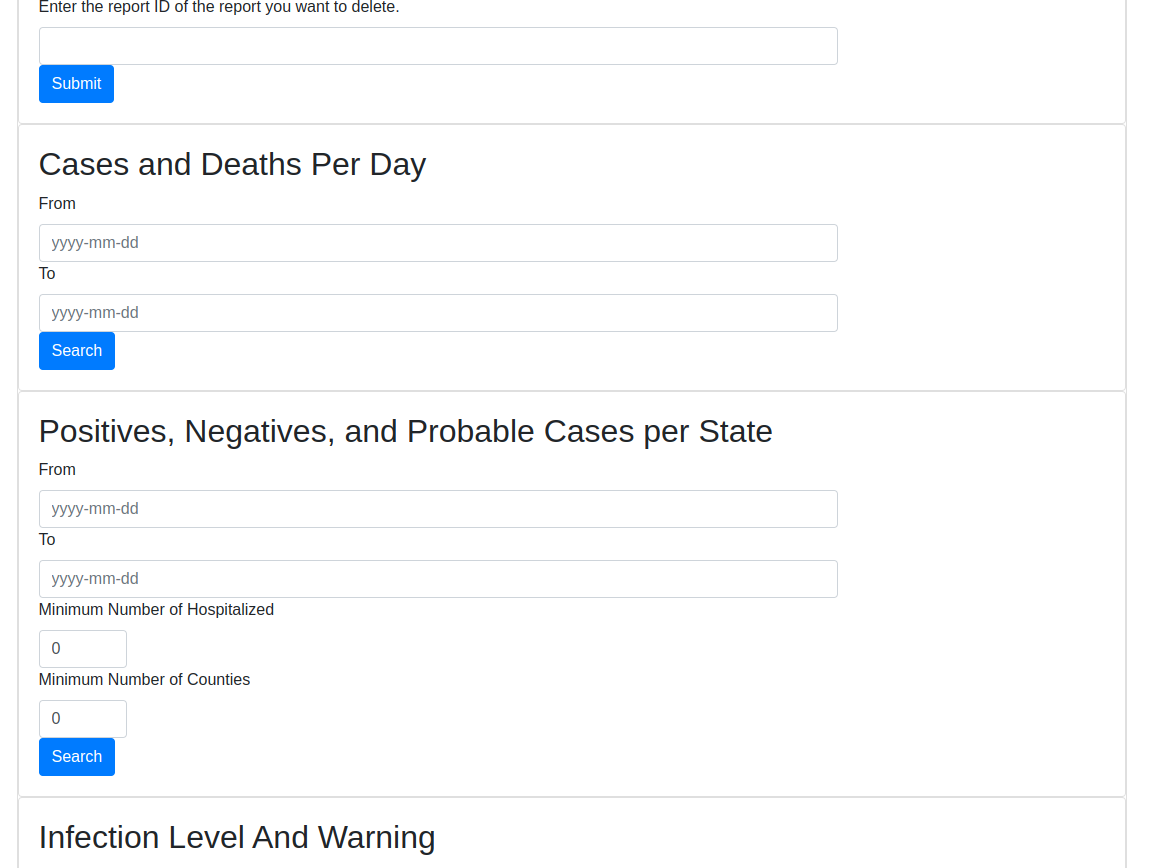 Enter the report ID of the report you want to delete.
Submit
Cases and Deaths Per Day
From
yyyy-mm-dd
To
yyyy-mm-dd
Search
Positives, Negatives, and Probable Cases per State
From
yyyy-mm-dd
To
yyyy-mm-dd
Minimum Number of Hospitalized
0
Minimum Number of Counties
0
Search
Infection Level And Warning